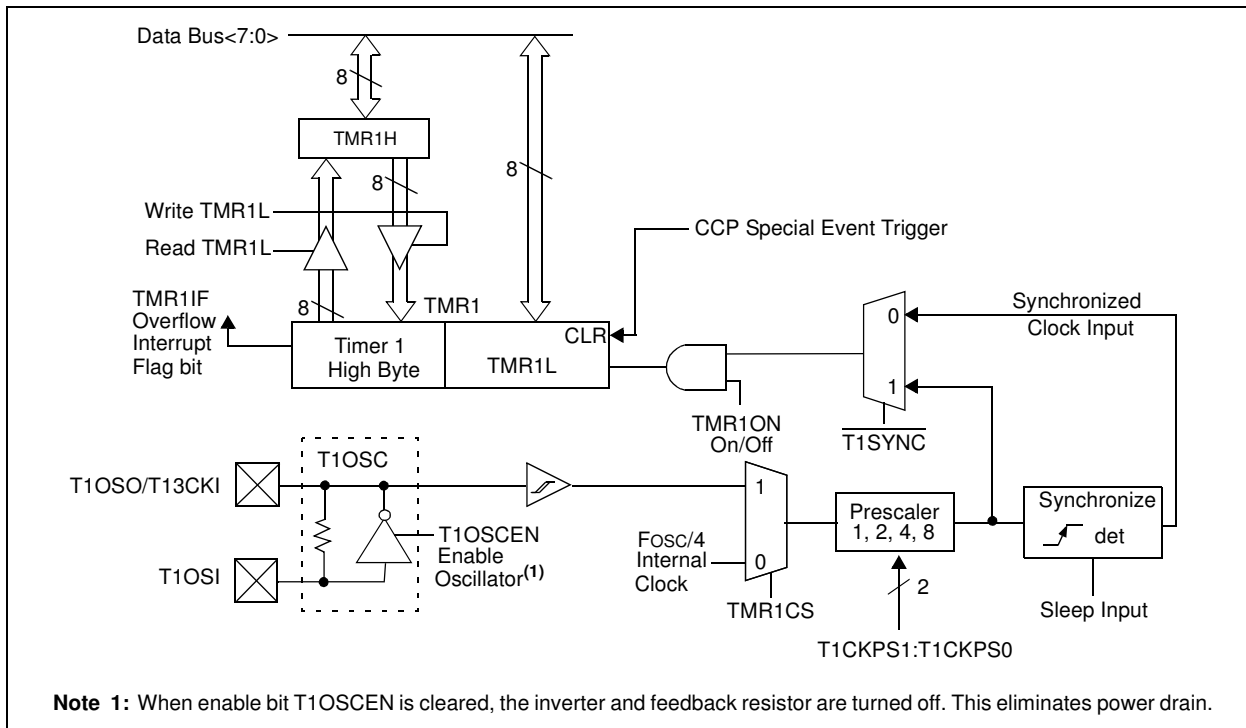 Data Bus<7:0>
8
TMR1H
8
8
Write TMR1L
Read TMR1L
CCP Special Event Trigger
8
TMR1IF
Overflow
Interrupt
Flag bit
TMR1
CLR
Timer 1
High Byte
TMR1L
0
Synchronized
Clock Input
1
TMR1ON
On/Off
T1SYNC
T1OSC
T1OSO/T13CKI
T1OSCEN
Enable
Oscillator(1)
T1OSI
1
FOSC/4
Internal
Clock
0
TMR1CS
Prescaler
1, 2, 4, 8
2
T1CKPS1:T1CKPS0
Synchronize
det
Sleep Input
Note 1: When enable bit T1OSCEN is cleared, the inverter and feedback resistor are turned off. This eliminates power drain.